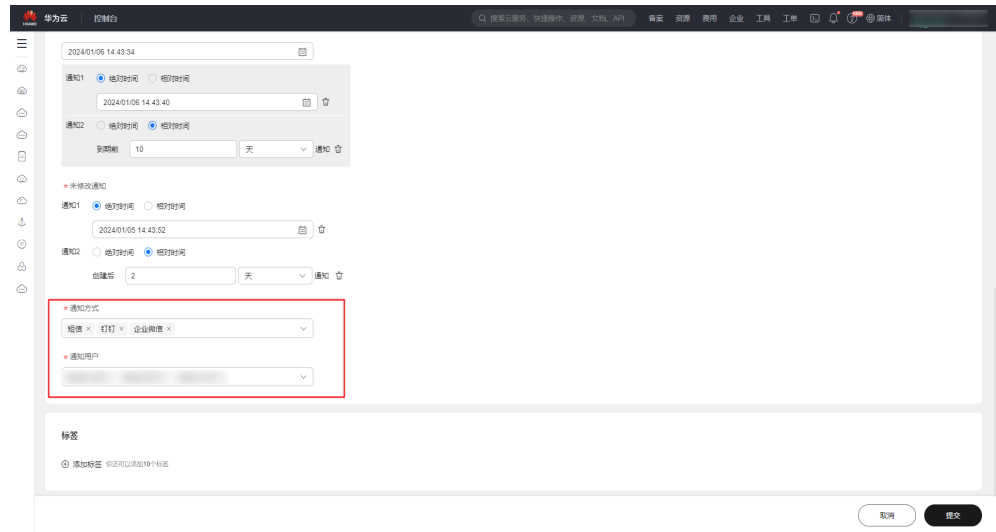 HUAWEI 华为云 控制台 搜索云服务、快捷操作、资源、文档、API 备案 资源 费用 企业 工具 工单 简体
2024/01/06 14:43:34
通知1 绝对时间 相对时间
2024/01/06 14:43:40
通知2 绝对时间 相对时间
到期前 10 天 通知
* 未修改通知
通知1 绝对时间 相对时间
2024/01/05 14:43:52
通知2 绝对时间 相对时间
创建后 2 天 通知
* 通知方式
短信 × 钉钉 × 企业微信 ×
* 通知用户
标签
添加标签 你还可以添加10个标签
取消 提交